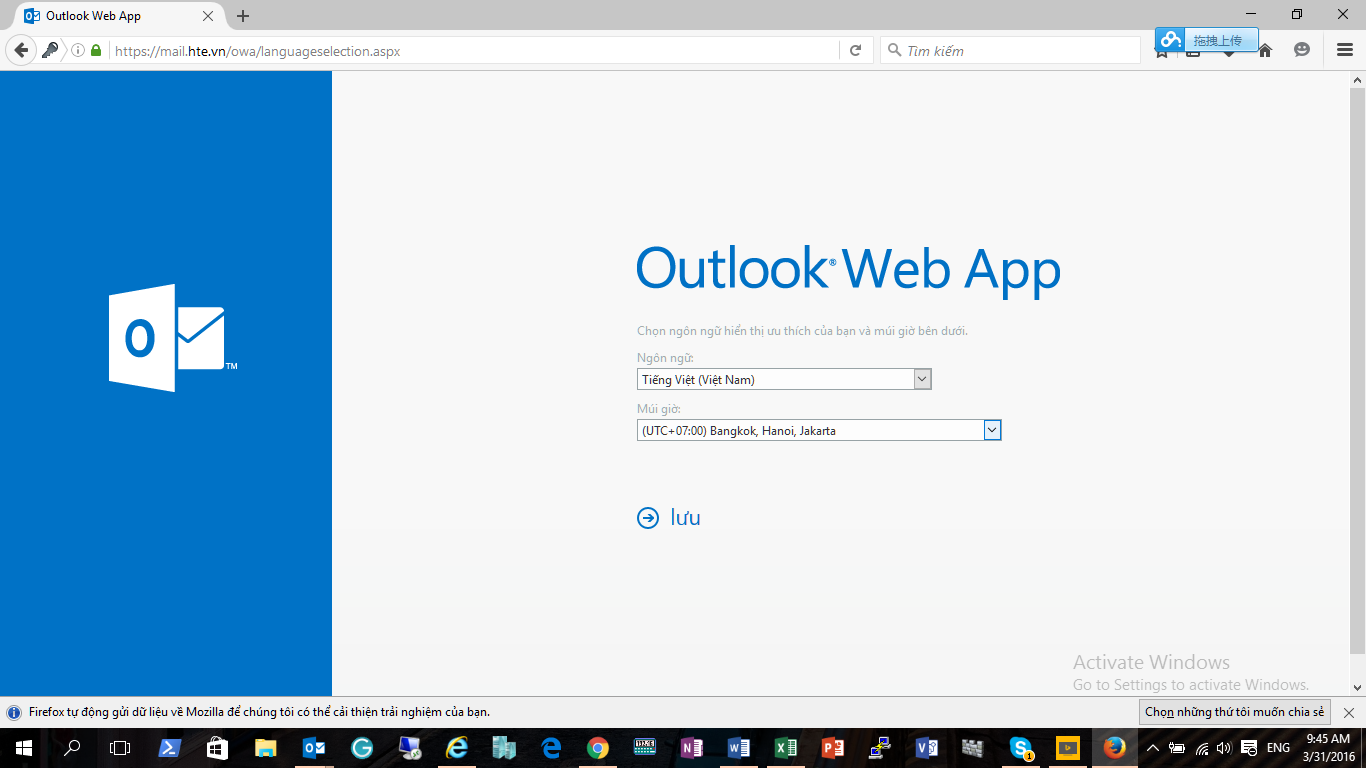 Outlook Web App
https://mail.hte.vn/owa/languageselection.aspx
Tìm kiếm
拖拽上传
Outlook® Web App
Chọn ngôn ngữ hiển thị ưu thích của bạn và múi giờ bên dưới.
Ngôn ngữ:
Tiếng Việt (Việt Nam)
Múi giờ:
(UTC+07:00) Bangkok, Hanoi, Jakarta
lưu
TM
Activate Windows
Go to Settings to activate Windows.
Firefox tự động gửi dữ liệu về Mozilla để chúng tôi có thể cải thiện trải nghiệm của bạn.
Chọn những thứ tôi muốn chia sẻ
ENG
9:45 AM
3/31/2016